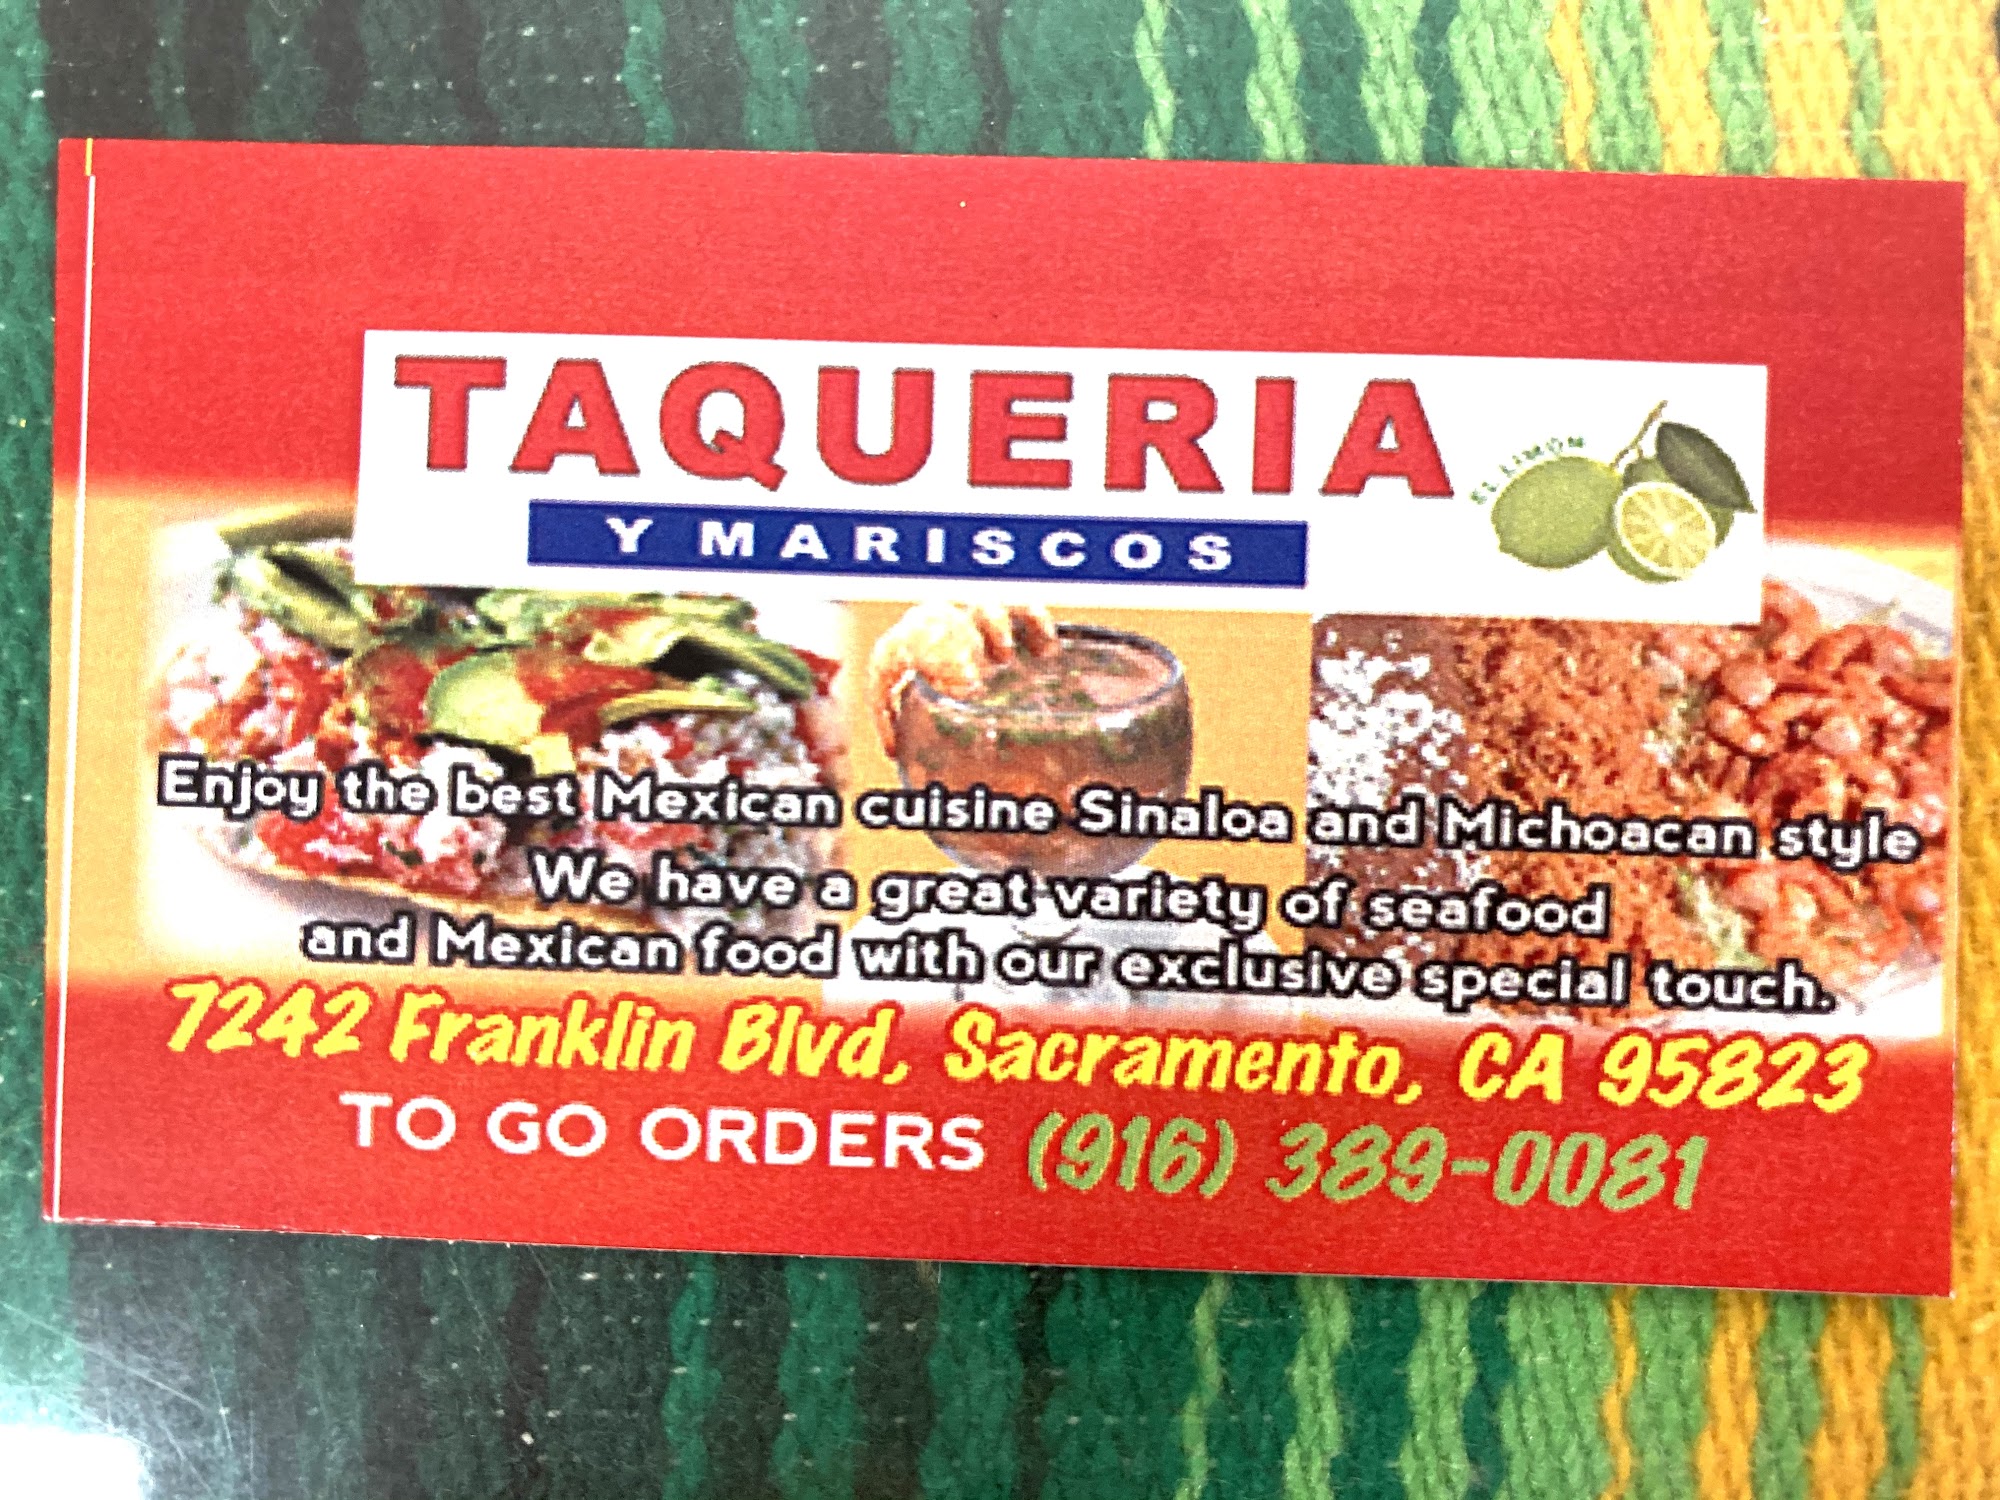 TAQUERIA
EL LIMON
Y MARISCOS
Enjoy the best Mexican cuisine Sinaloa and Michoacan style
We have a great variety of seafood
and Mexican food with our exclusive special touch.
7242 Franklin Blvd, Sacramento, CA 95823
TO GO ORDERS (916) 389-0081